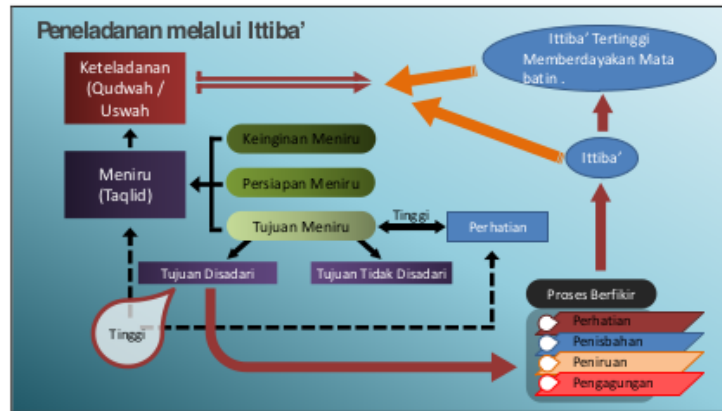 Peneladanan melalui Ittiba’
Keteladanan
(Qudwah /
Uswah
Ittiba’ Tertinggi
Memberdayakan Mata
batin .
Keinginan Meniru
Meniru
(Taqlid)
Ittiba’
Persiapan Meniru
Tujuan Meniru
Tinggi
Perhatian
Tujuan Disadari
Tujuan Tidak Disadari
Tinggi
Proses Berfikir
Perhatian
Penisbahan
Peniruan
Pengagungan